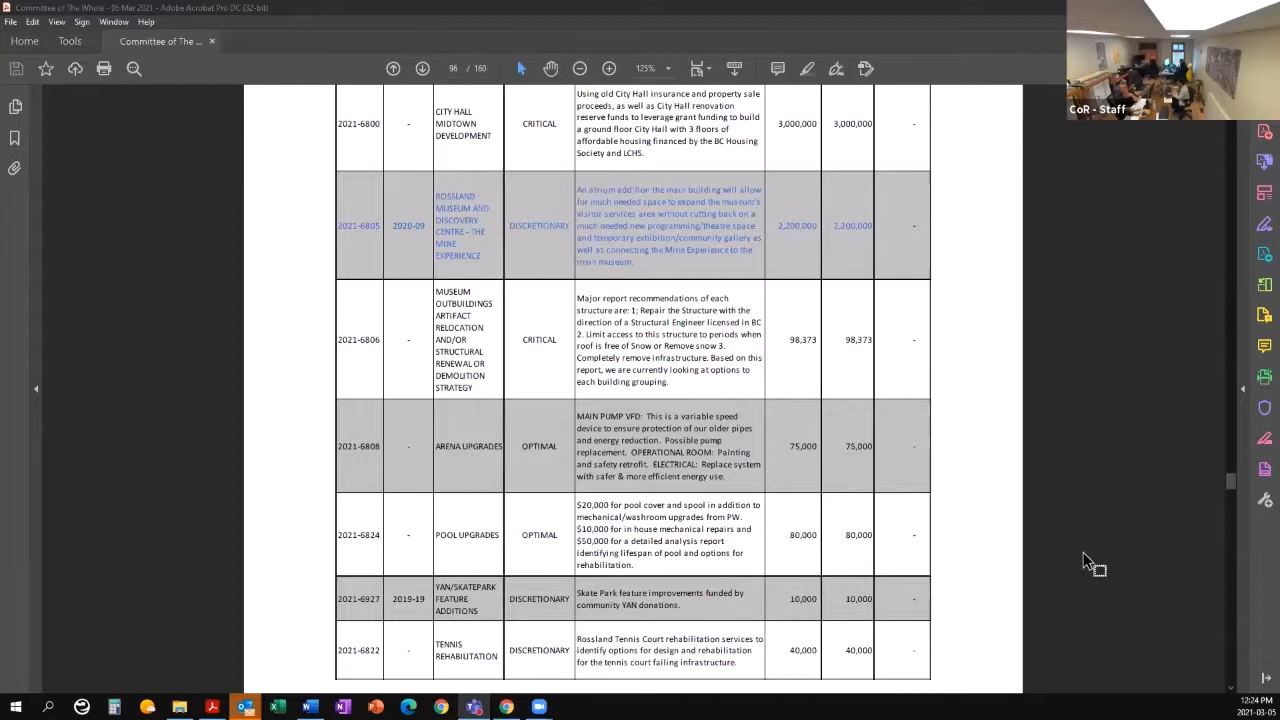 Committee of The Whole - 05 Mar 2021 - Adobe Acrobat Pro DC (32-bit)
File Edit View Sign Window Help
Home Tools Committee of The ... ×
96 / 160 125%
CoR - Staff
2021-6800 - CITY HALL MIDTOWN DEVELOPMENT CRITICAL
Using old City Hall insurance and property sale
proceeds, as well as City Hall renovation
reserve funds to leverage grant funding to build
a ground floor City Hall with 3 floors of
affordable housing financed by the BC Housing
Society and LCHS.
3,000,000 3,000,000 -
2021-6805 2020-09 ROSSLAND MUSEUM AND DISCOVERY CENTRE - THE MINE EXPERIENCE DISCRETIONARY
An atrium addition the main building will allow
for much needed space to expand the museum's
visitor services area without cutting back on a
much needed new programming/theatre space
and temporary exhibition/community gallery as
well as connecting the Mine Experience to the
main museum.
2,200,000 2,200,000 -
2021-6806 - MUSEUM OUTBUILDINGS ARTIFACT RELOCATION AND/OR STRUCTURAL RENEWAL OR DEMOLITION STRATEGY CRITICAL
Major report recommendations of each
structure are: 1; Repair the Structure with the
direction of a Structural Engineer licensed in BC
2. Limit access to this structure to periods when
roof is free of Snow or Remove snow 3.
Completely remove infrastructure. Based on this
report, we are currently looking at options to
each building grouping.
98,373 98,373 -
2021-6808 - ARENA UPGRADES OPTIMAL
MAIN PUMP VFD: This is a variable speed
device to ensure protection of our older pipes
and energy reduction. Possible pump
replacement. OPERATIONAL ROOM: Painting
and safety retrofit. ELECTRICAL: Replace system
with safer & more efficient energy use.
75,000 75,000 -
2021-6824 - POOL UPGRADES OPTIMAL
$20,000 for pool cover and spool in addition to
mechanical/washroom upgrades from PW.
$10,000 for in house mechanical repairs and
$50,000 for a detailed analysis report
identifying lifespan of pool and options for
rehabilitation.
80,000 80,000 -
2021-6927 2019-19 YAN/SKATEPARK FEATURE ADDITIONS DISCRETIONARY
Skate Park feature improvements funded by
community YAN donations.
10,000 10,000 -
2021-6822 - TENNIS REHABILITATION DISCRETIONARY
Rossland Tennis Court rehabilitation services to
identify options for design and rehabilitation
for the tennis court failing infrastructure.
40,000 40,000 -
12:24 PM
2021-03-05